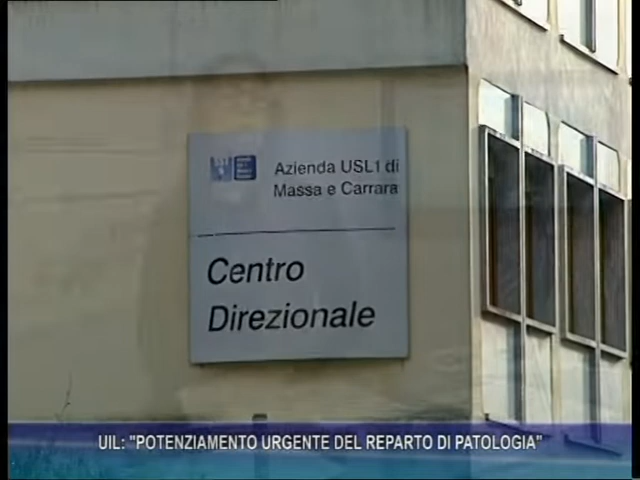 Azienda USL1 di
Massa e Carrara
Centro
Direzionale
UIL: "POTENZIAMENTO URGENTE DEL REPARTO DI PATOLOGIA"